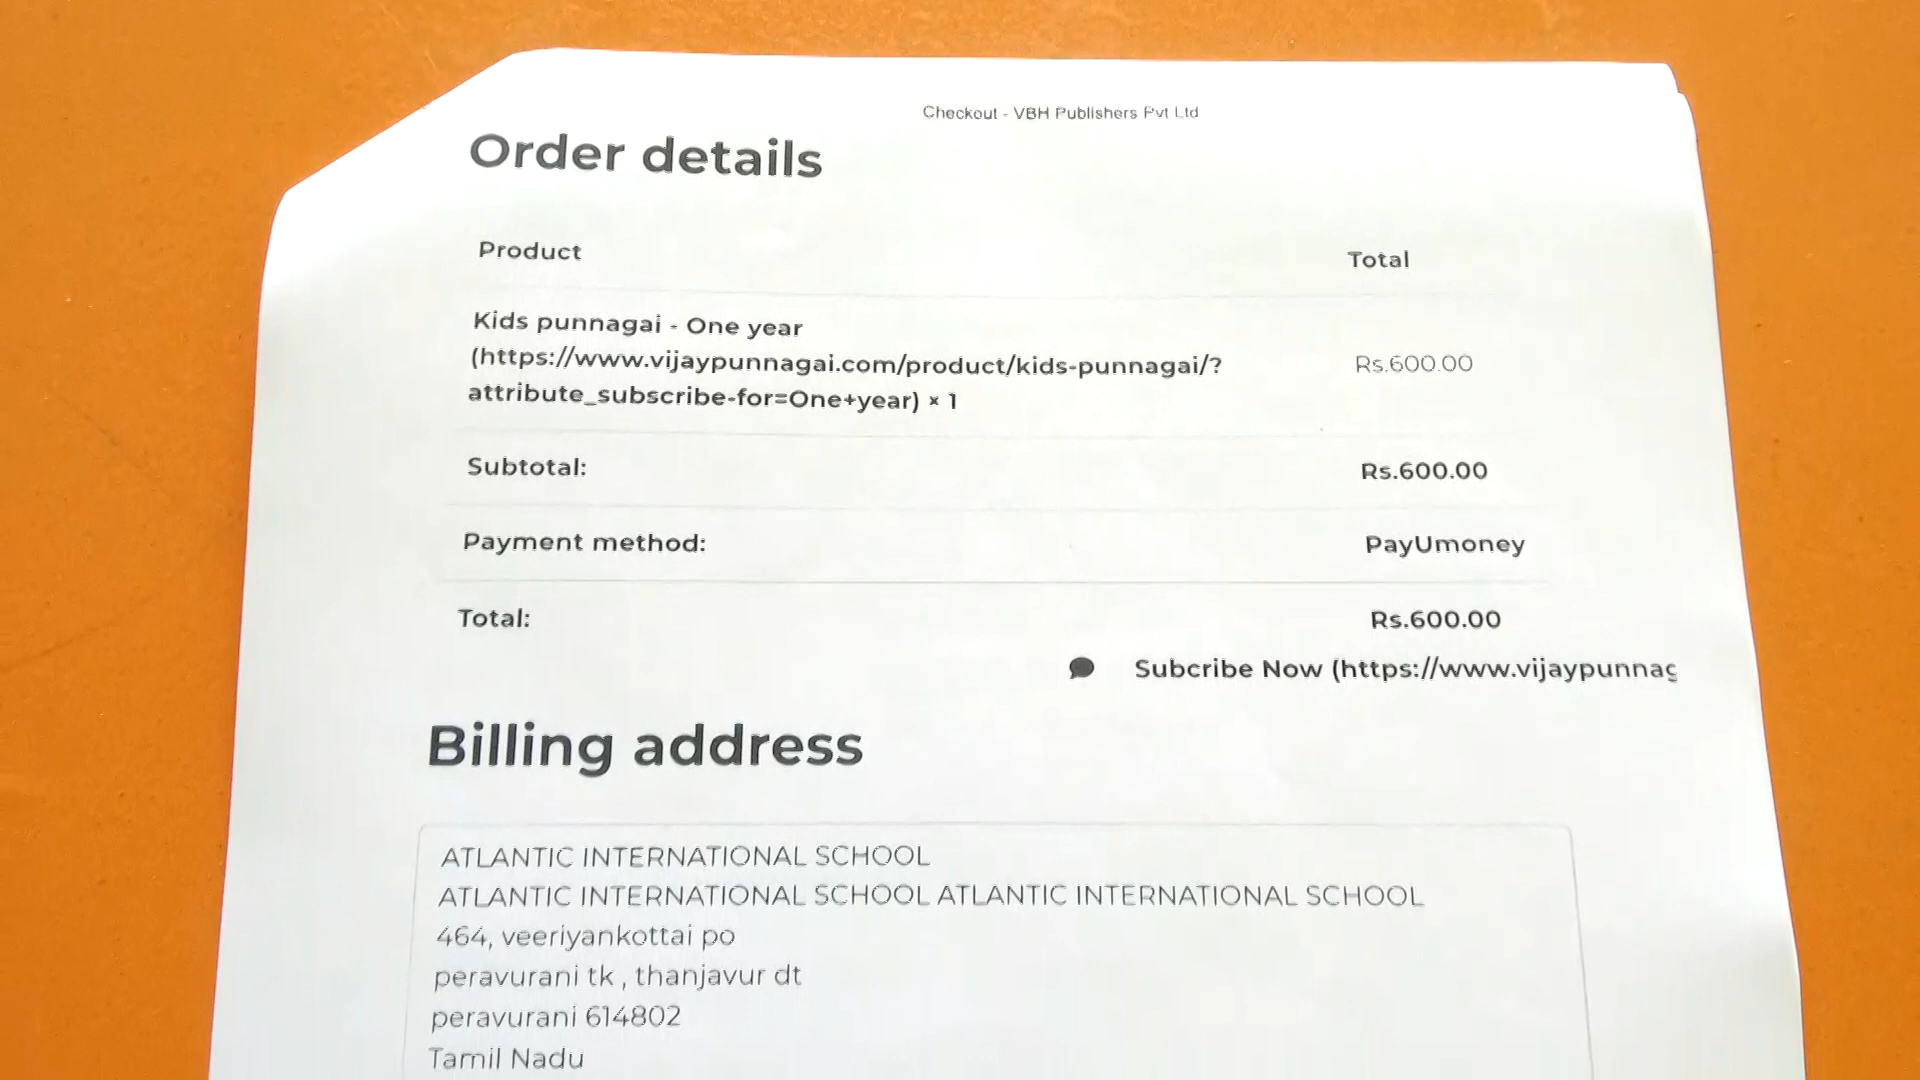 Checkout - VBH Publishers Pvt Ltd
Order details
Product Total
Kids punnagai - One year
(https://www.vijaypunnagai.com/product/kids-punnagai/? Rs.600.00
attribute_subscribe-for=One+year) × 1
Subtotal: Rs.600.00
Payment method: PayUmoney
Total: Rs.600.00
Subcribe Now (https://www.vijaypunnag
Billing address
ATLANTIC INTERNATIONAL SCHOOL
ATLANTIC INTERNATIONAL SCHOOL ATLANTIC INTERNATIONAL SCHOOL
464, veeriyankottai po
peravurani tk , thanjavur dt
peravurani 614802
Tamil Nadu